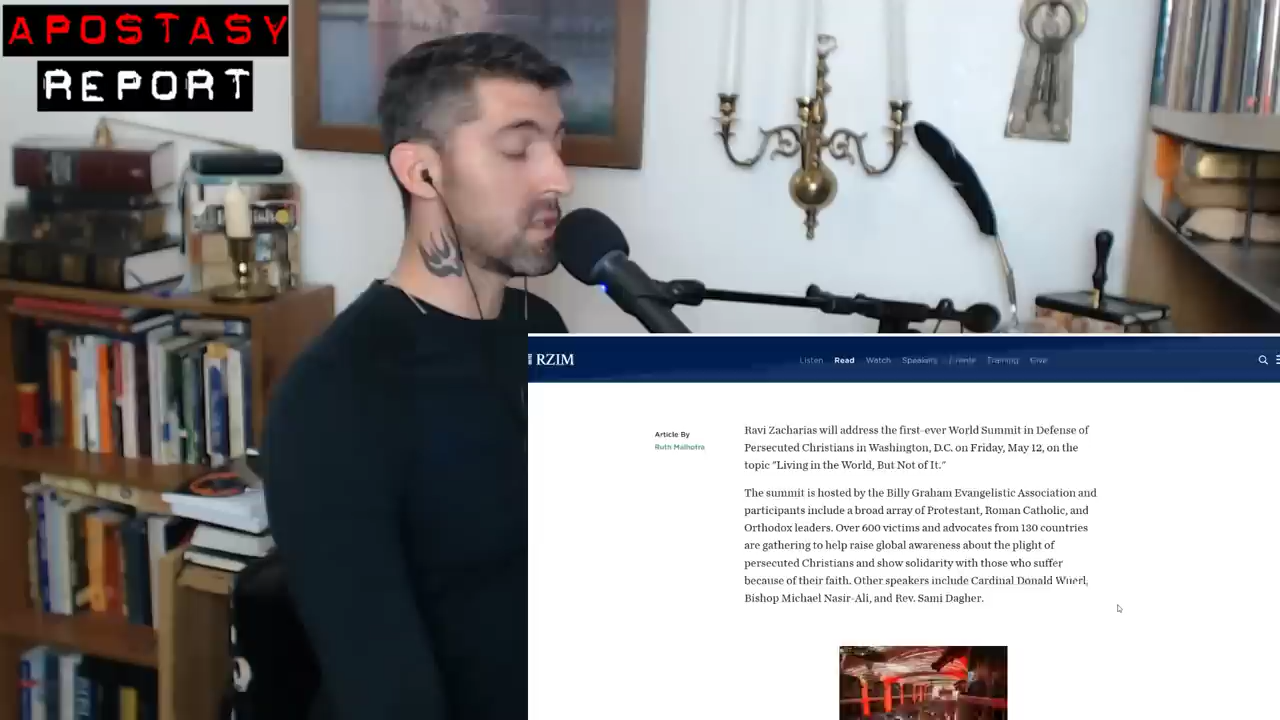 APOSTASY
REPORT
RZIM
Listen Read Watch Speakers Events Training Give
Article By
Ruth Malhotra
Ravi Zacharias will address the first-ever World Summit in Defense of
Persecuted Christians in Washington, D.C. on Friday, May 12, on the
topic "Living in the World, But Not of It."
The summit is hosted by the Billy Graham Evangelistic Association and
participants include a broad array of Protestant, Roman Catholic, and
Orthodox leaders. Over 600 victims and advocates from 130 countries
are gathering to help raise global awareness about the plight of
persecuted Christians and show solidarity with those who suffer
because of their faith. Other speakers include Cardinal Donald Wuerl,
Bishop Michael Nasir-Ali, and Rev. Sami Dagher.